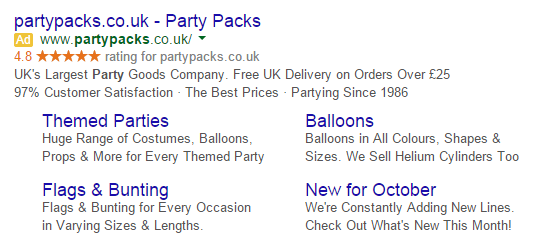 partypacks.co.uk - Party Packs
Ad www.partypacks.co.uk/
4.8 ★★★★★ rating for partypacks.co.uk
UK's Largest Party Goods Company. Free UK Delivery on Orders Over £25
97% Customer Satisfaction · The Best Prices · Partying Since 1986
Themed Parties
Huge Range of Costumes, Balloons,
Props & More for Every Themed Party
Balloons
Balloons in All Colours, Shapes &
Sizes. We Sell Helium Cylinders Too
Flags & Bunting
Flags & Bunting for Every Occasion
in Varying Sizes & Lengths.
New for October
We're Constantly Adding New Lines.
Check Out What's New This Month!